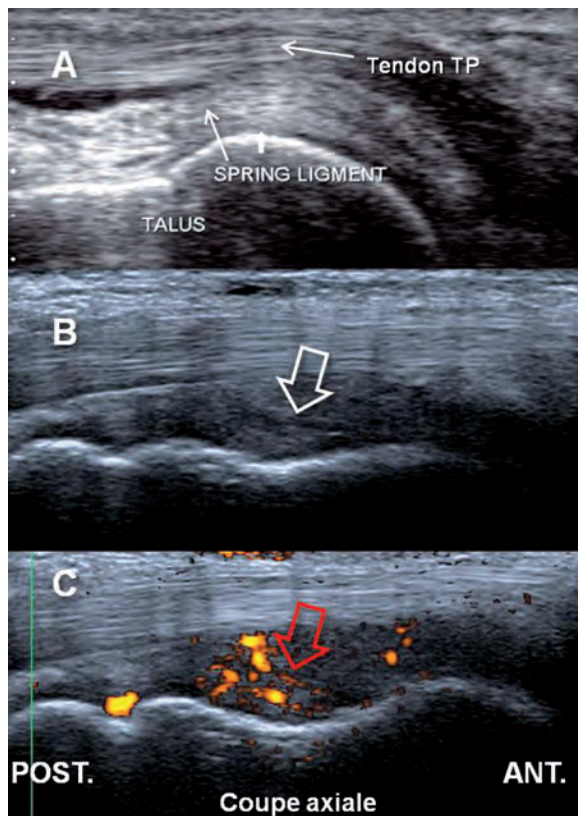 A
Tendon TP
SPRING LIGMENT
TALUS
B
C
POST.
ANT.
Coupe axiale